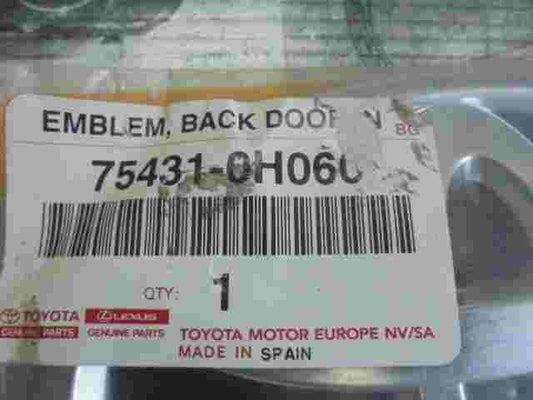 EMBLEM, BACK DOOR N BG
75431-0H060
QTY: 1
TOYOTA LEXUS
GENUINE PARTS GENUINE PARTS
TOYOTA MOTOR EUROPE NV/SA
MADE IN SPAIN